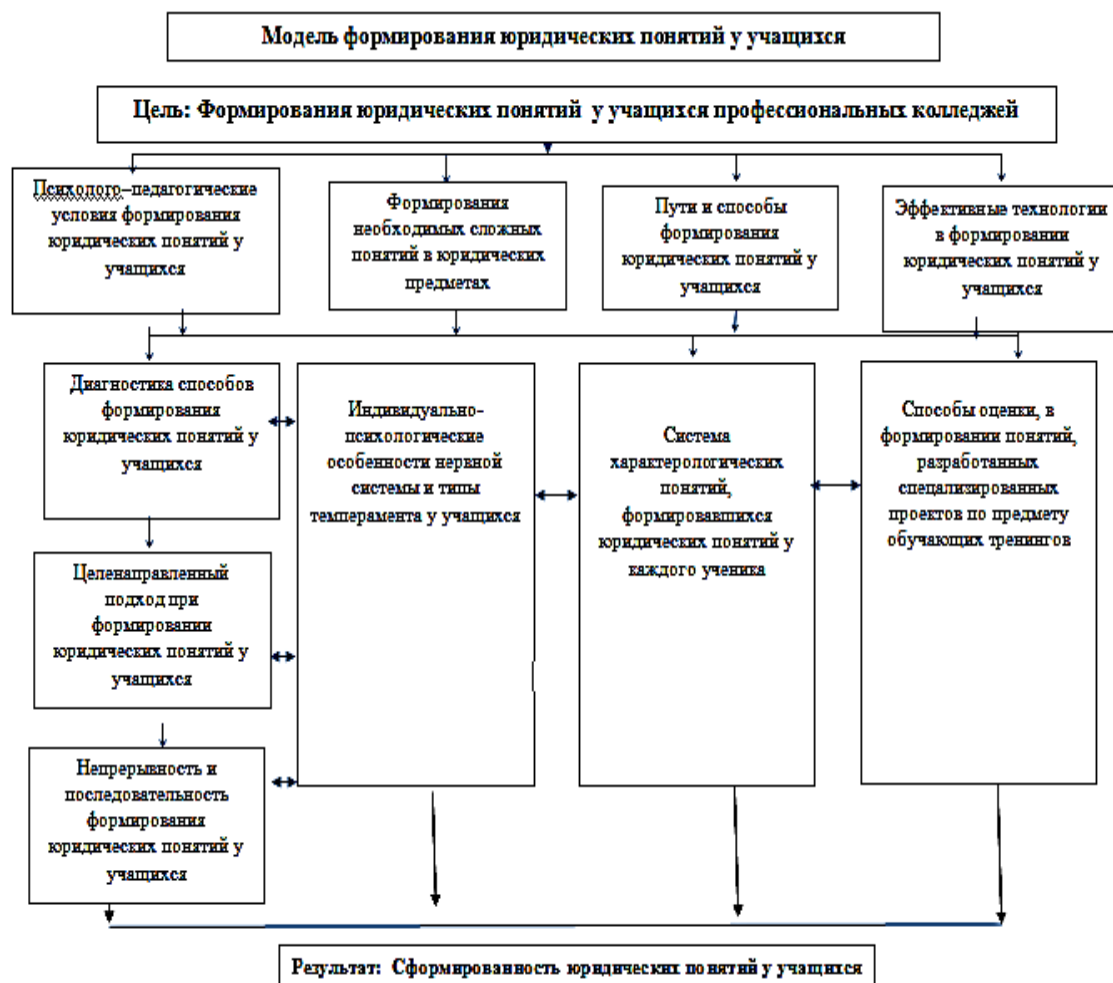 Модель формирования юридических понятий у учащихся
Цель: Формирования юридических понятий у учащихся профессиональных колледжей
Психолого–педагогические
условия формирования
юридических понятий у
учащихся
Формирования
необходимых сложных
понятий в юридических
предметах
Пути и способы
формирования
юридических понятий у
учащихся
Эффективные технологии
в формировании
юридических понятий у
учащихся
Диагностика способов
формирования
юридических понятий у
учащихся
Индивидуально-
психологические
особенности нервной
системы и типы
темперамента у учащихся
Система
характерологических
понятий,
формировавшихся
юридических понятий у
каждого ученика
Способы оценки, в
формировании понятий,
разработанных
спецализированных
проектов по предмету
обучающих тренингов
Целенаправленный
подход при
формировании
юридических понятий у
учащихся
Непрерывность и
последовательность
формирования
юридических понятий у
учащихся
Результат: Сформированность юридических понятий у учащихся